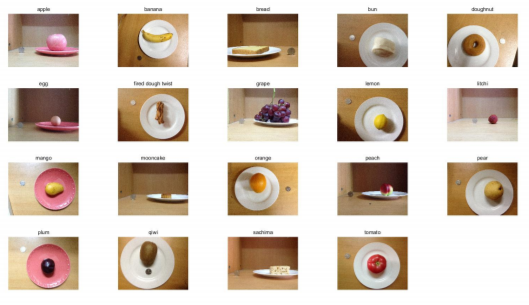 apple
banana
bread
bun
doughnut
egg
fired dough twist
grape
lemon
litchi
mango
mooncake
orange
peach
pear
plum
qiwi
sachima
tomato